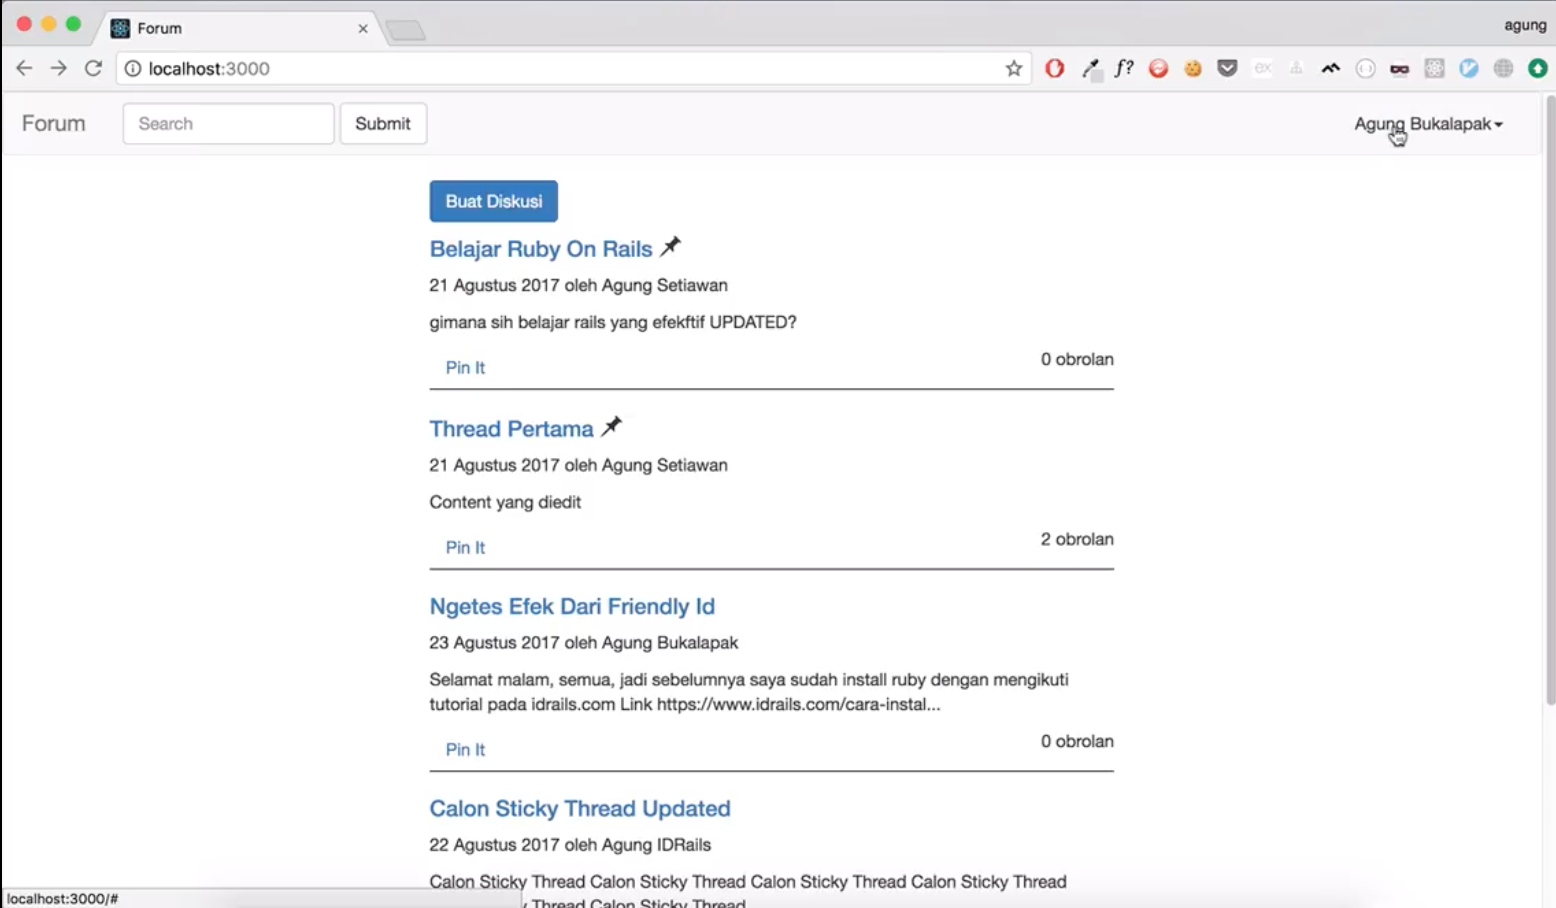 Forum
agung
localhost:3000
f?
Forum
Search
Submit
Agung Bukalapak
Buat Diskusi
Belajar Ruby On Rails
21 Agustus 2017 oleh Agung Setiawan
gimana sih belajar rails yang efekftif UPDATED?
0 obrolan
Pin It
Thread Pertama
21 Agustus 2017 oleh Agung Setiawan
Content yang diedit
2 obrolan
Pin It
Ngetes Efek Dari Friendly Id
23 Agustus 2017 oleh Agung Bukalapak
Selamat malam, semua, jadi sebelumnya saya sudah install ruby dengan mengikuti
tutorial pada idrails.com Link https://www.idrails.com/cara-instal...
0 obrolan
Pin It
Calon Sticky Thread Updated
22 Agustus 2017 oleh Agung IDRails
Calon Sticky Thread Calon Sticky Thread Calon Sticky Thread Calon Sticky Thread
Thread Calon Sticky Thread
localhost:3000/#